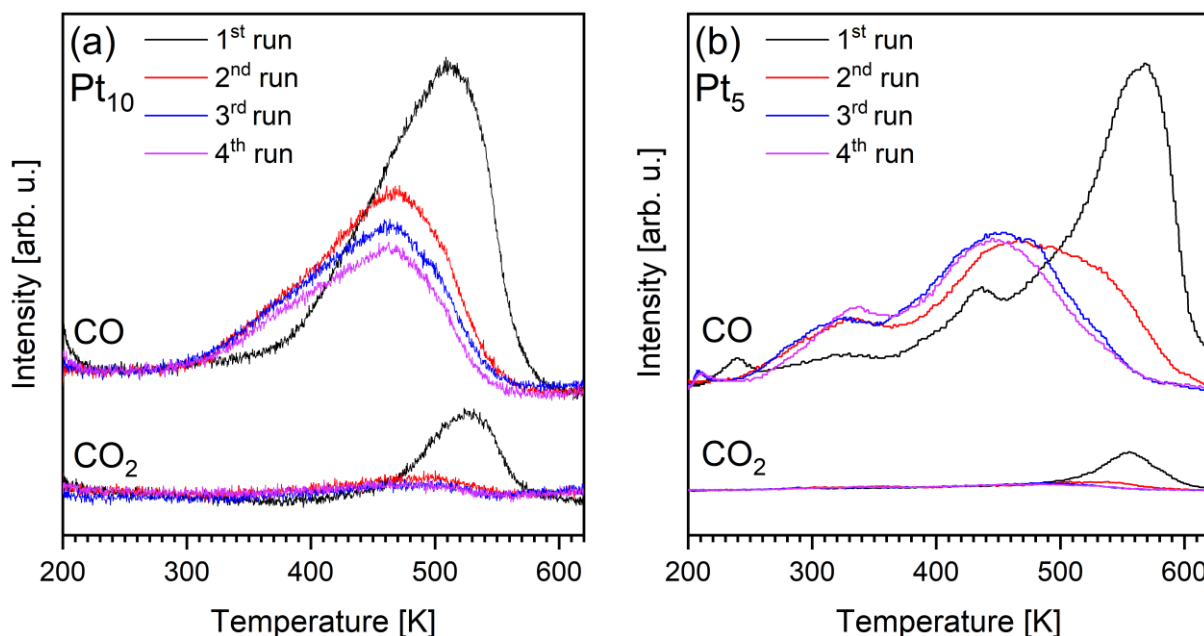 (a)
Pt₁₀
1ˢᵗ run
2ⁿᵈ run
3ʳᵈ run
4ᵗʰ run
CO
CO₂
Intensity [arb. u.]
200 300 400 500 600
Temperature [K]
(b)
Pt₅
1ˢᵗ run
2ⁿᵈ run
3ʳᵈ run
4ᵗʰ run
CO
CO₂
Intensity [arb. u.]
200 300 400 500 600
Temperature [K]